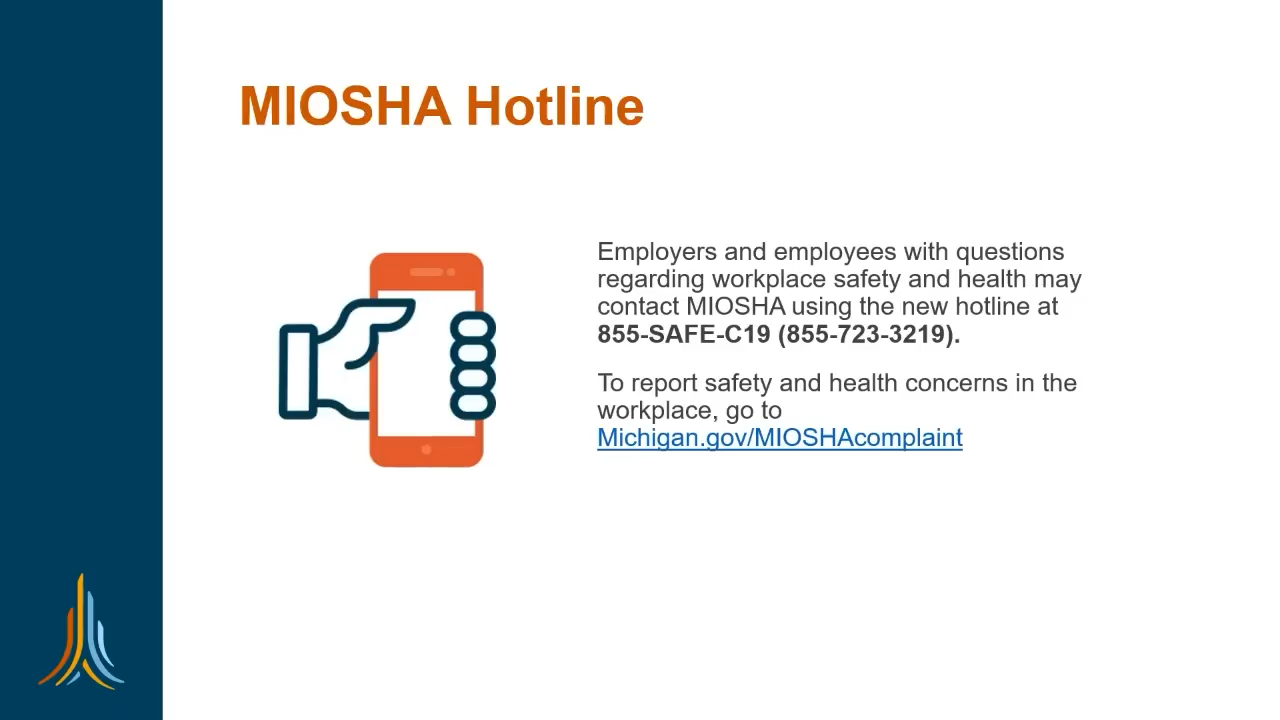 MIOSHA Hotline
Employers and employees with questions
regarding workplace safety and health may
contact MIOSHA using the new hotline at
855-SAFE-C19 (855-723-3219).
To report safety and health concerns in the
workplace, go to
Michigan.gov/MIOSHAcomplaint